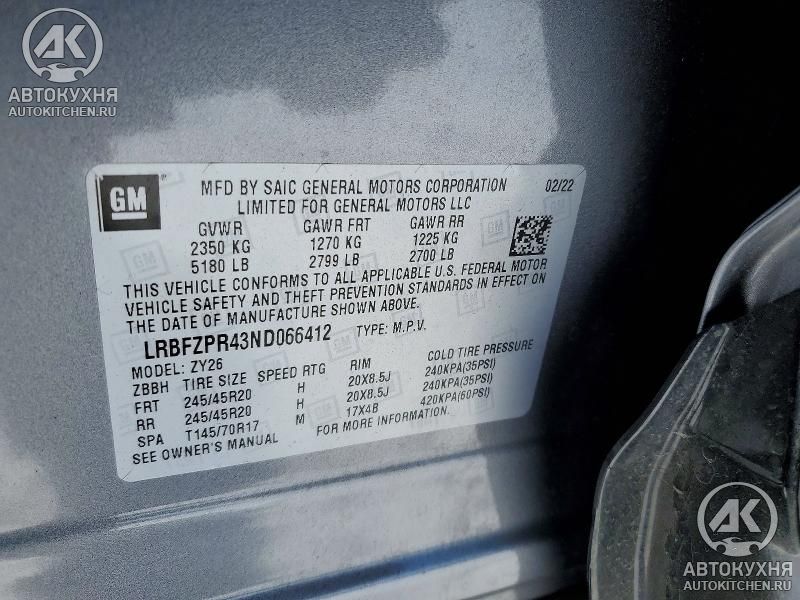 AK
АВТОКУХНЯ
AUTOKITCHEN.RU
GM
MFD BY SAIC GENERAL MOTORS CORPORATION 02/22
LIMITED FOR GENERAL MOTORS LLC
GVWR GAWR FRT GAWR RR
2350 KG 1270 KG 1225 KG
5180 LB 2799 LB 2700 LB
THIS VEHICLE CONFORMS TO ALL APPLICABLE U.S. FEDERAL MOTOR
VEHICLE SAFETY AND THEFT PREVENTION STANDARDS IN EFFECT ON
THE DATE OF MANUFACTURE SHOWN ABOVE.
LRBFZPR43ND066412 TYPE: M.P.V.
MODEL: ZY26
ZBBH TIRE SIZE SPEED RTG RIM COLD TIRE PRESSURE
FRT 245/45R20 H 20X8.5J 240KPA(35PSI)
RR 245/45R20 H 20X8.5J 240KPA(35PSI)
SPA T145/70R17 M 17X4B 420KPA(60PSI)
SEE OWNER'S MANUAL FOR MORE INFORMATION
AK
АВТОКУХНЯ
AUTOKITCHEN.RU